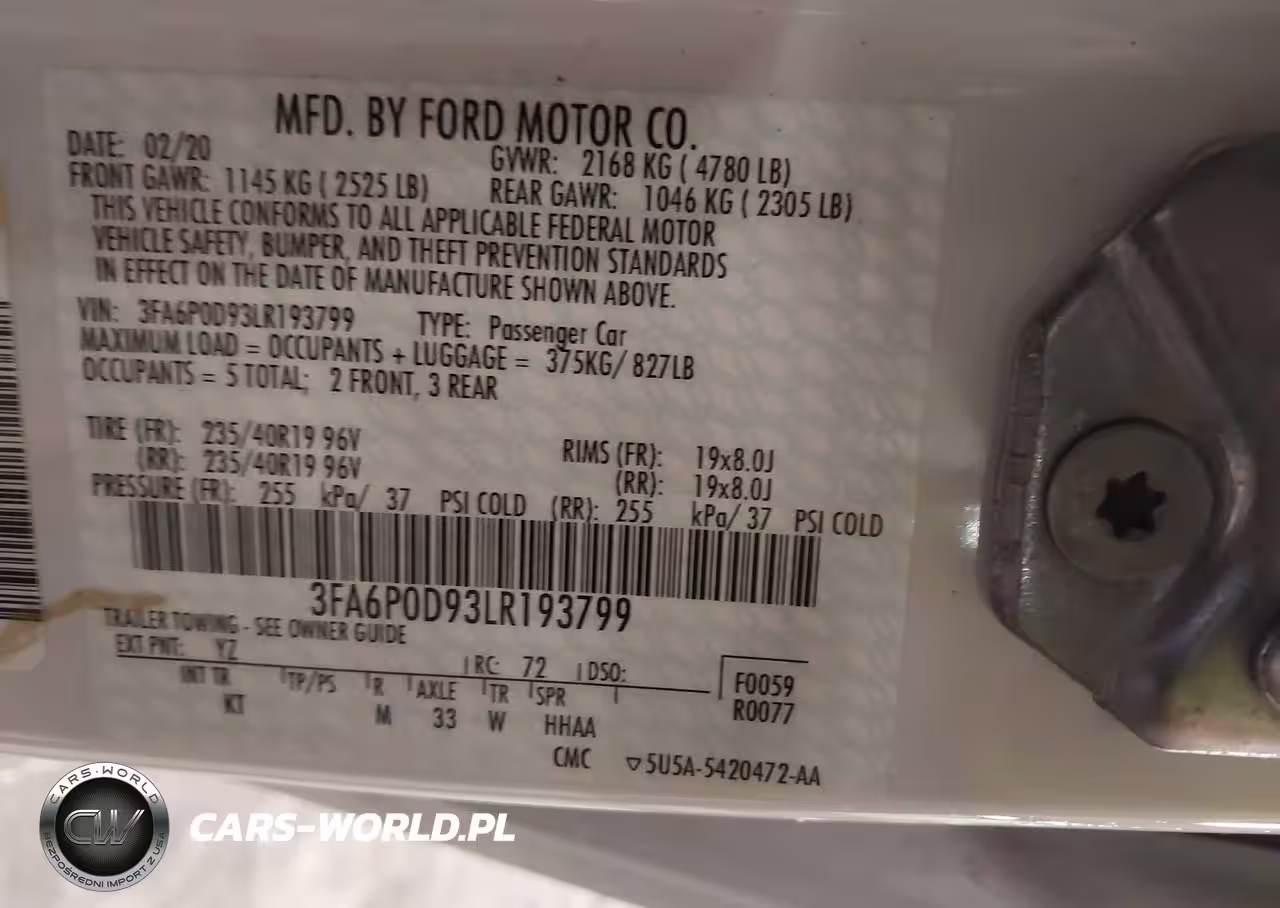 MFD. BY FORD MOTOR CO.
DATE: 02/20 GVWR: 2168 KG ( 4780 LB)
FRONT GAWR: 1145 KG ( 2525 LB) REAR GAWR: 1046 KG ( 2305 LB)
THIS VEHICLE CONFORMS TO ALL APPLICABLE FEDERAL MOTOR
VEHICLE SAFETY, BUMPER, AND THEFT PREVENTION STANDARDS
IN EFFECT ON THE DATE OF MANUFACTURE SHOWN ABOVE.
VIN: 3FA6P0D93LR193799 TYPE: Passenger Car
MAXIMUM LOAD = OCCUPANTS + LUGGAGE = 375KG/ 827LB
OCCUPANTS = 5 TOTAL; 2 FRONT, 3 REAR
TIRE (FR): 235/40R19 96V RIMS (FR): 19x8.0J
(RR): 235/40R19 96V (RR): 19x8.0J
PRESSURE (FR): 255 kPa/ 37 PSI COLD (RR): 255 kPa/ 37 PSI COLD
3FA6P0D93LR193799
TRAILER TOWING - SEE OWNER GUIDE
EXT PNT: YZ RC: 72 DSO: F0059
INT TR TP/PS R AXLE TR SPR R0077
KT M 33 W HHAA
CMC ▽5U5A-5420472-AA
CARS-WORLD
CW
BEZPOŚREDNI IMPORT Z USA
CARS-WORLD.PL